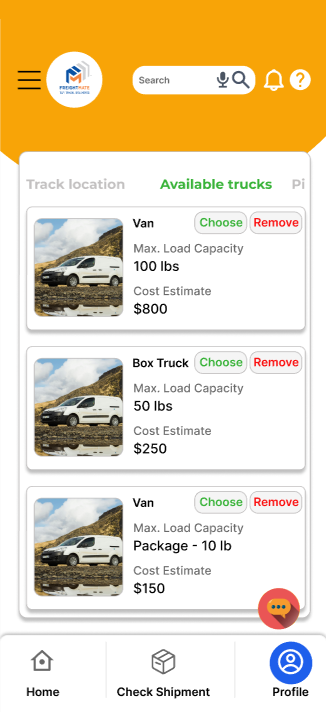 FREIGHTMATE
Search
Track location
Available trucks
Pi
Van
Choose
Remove
Max. Load Capacity
100 lbs
Cost Estimate
$800
Box Truck
Choose
Remove
Max. Load Capacity
50 lbs
Cost Estimate
$250
Van
Choose
Remove
Max. Load Capacity
Package - 10 lb
Cost Estimate
$150
Home
Check Shipment
Profile